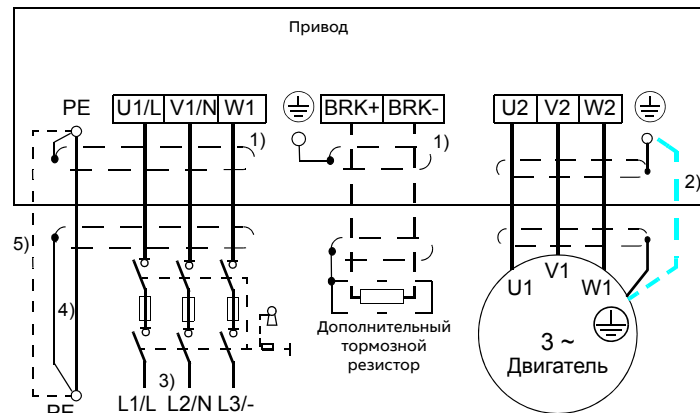 Привод
PE U1/L V1/N W1 BRK+ BRK- U2 V2 W2
1) 1)
2)
5)
4)
V1
U1 W1
Дополнительный
тормозной
резистор
3 ~
Двигатель
3)
PE L1/L L2/N L3/-